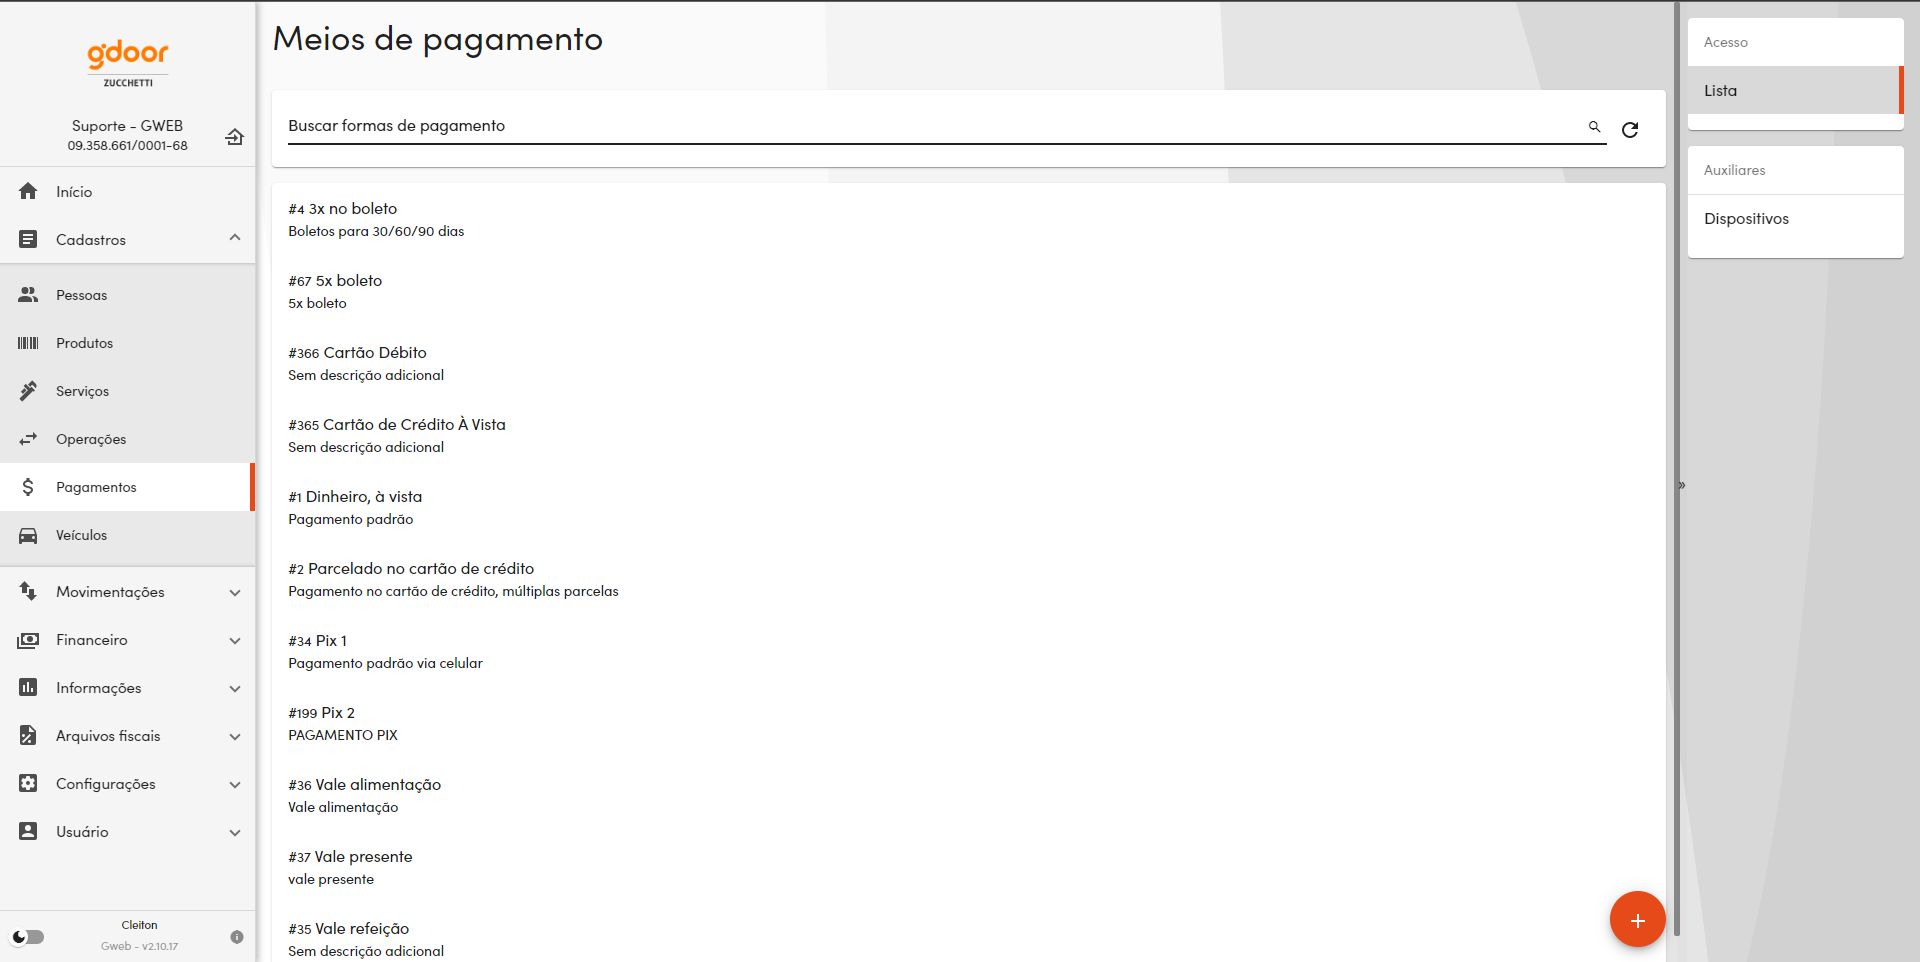 gdoor
ZUCCHETTI
Suporte - GWEB
09.358.661/0001-68
Início
Cadastros
Pessoas
Produtos
Serviços
Operações
Pagamentos
Veículos
Movimentações
Financeiro
Informações
Arquivos fiscais
Configurações
Usuário
Cleiton
Gweb - v2.10.17
Meios de pagamento
Buscar formas de pagamento
#4 3x no boleto
Boletos para 30/60/90 dias
#67 5x boleto
5x boleto
#366 Cartão Débito
Sem descrição adicional
#365 Cartão de Crédito À Vista
Sem descrição adicional
#1 Dinheiro, à vista
Pagamento padrão
#2 Parcelado no cartão de crédito
Pagamento no cartão de crédito, múltiplas parcelas
#34 Pix 1
Pagamento padrão via celular
#199 Pix 2
PAGAMENTO PIX
#36 Vale alimentação
Vale alimentação
#37 Vale presente
vale presente
#35 Vale refeição
Sem descrição adicional
»
Acesso
Lista
Auxiliares
Dispositivos